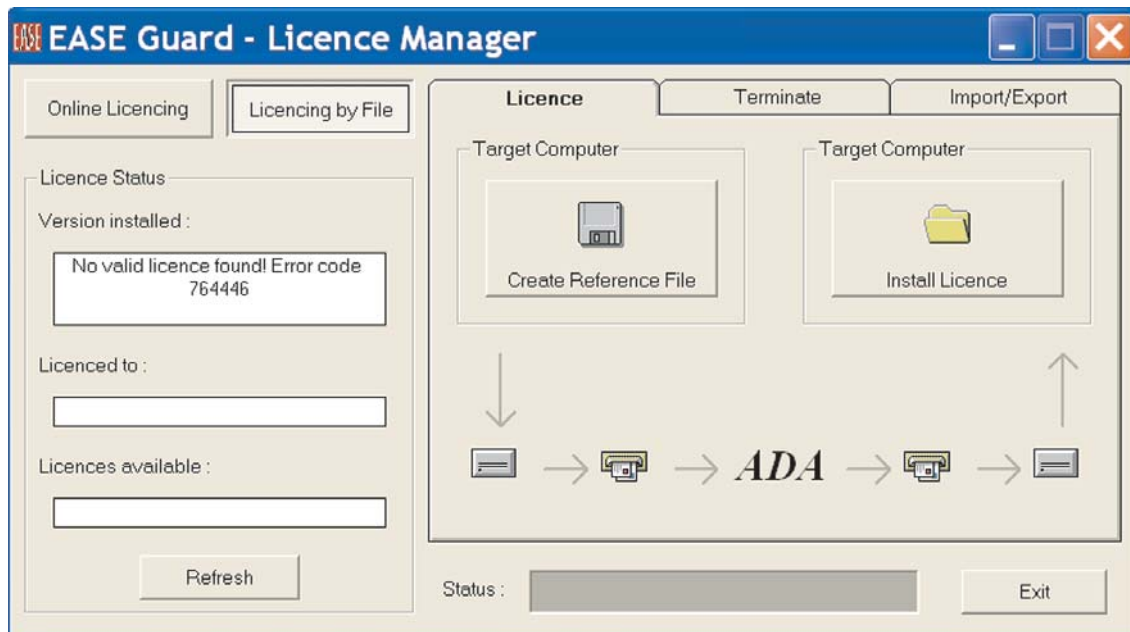 EASE EASE Guard - Licence Manager
Online Licencing
Licencing by File
Licence Status
Version installed :
No valid licence found! Error code
764446
Licenced to :
Licences available :
Refresh
Licence
Terminate
Import/Export
Target Computer
Create Reference File
Target Computer
Install Licence
ADA
Status :
Exit